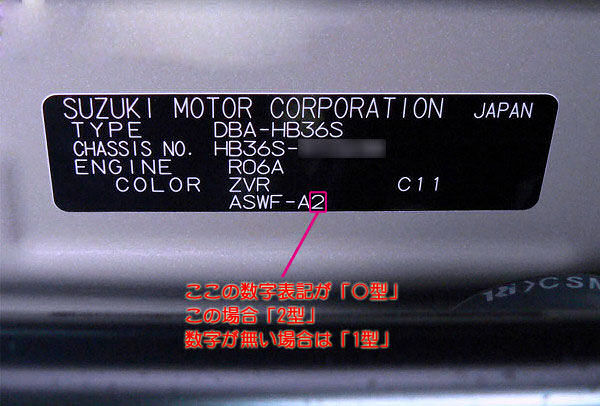 SUZUKI MOTOR CORPORATION JAPAN
TYPE DBA-HB36S
CHASSIS NO. HB36S-
ENGINE R06A
COLOR ZVR C11
ASWF-A2
ここの数字表記が「〇型」
この場合「2型」
数字が無い場合は「1型」